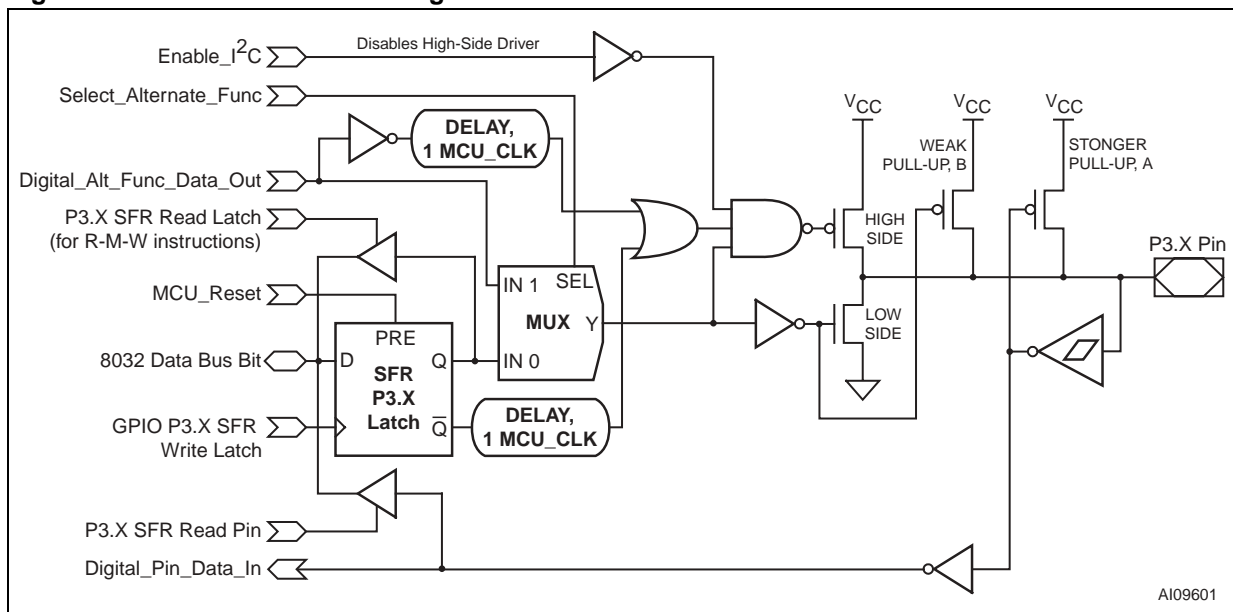 Enable_I2C
Disables High-Side Driver
Select_Alternate_Func
DELAY,
1 MCU_CLK
Digital_Alt_Func_Data_Out
P3.X SFR Read Latch
(for R-M-W instructions)
MCU_Reset
8032 Data Bus Bit
GPIO P3.X SFR
Write Latch
P3.X SFR Read Pin
Digital_Pin_Data_In
PRE
D
Q
SFR
P3.X
Latch
Q
DELAY,
1 MCU_CLK
IN 1
SEL
MUX
Y
IN 0
VCC
HIGH
SIDE
LOW
SIDE
VCC
WEAK
PULL-UP, B
VCC
STONGER
PULL-UP, A
P3.X Pin
AI09601